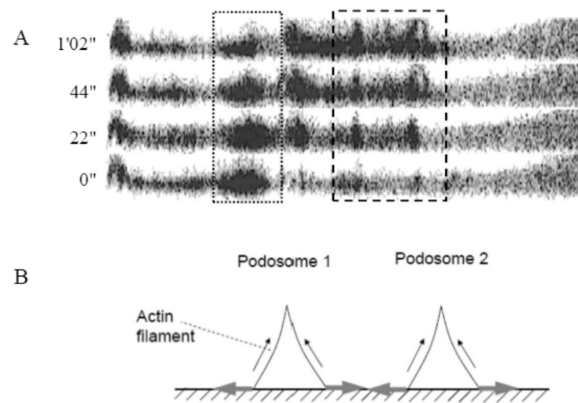 A
1'02"
44"
22"
0"
B
Podosome 1 Podosome 2
Actin
filament